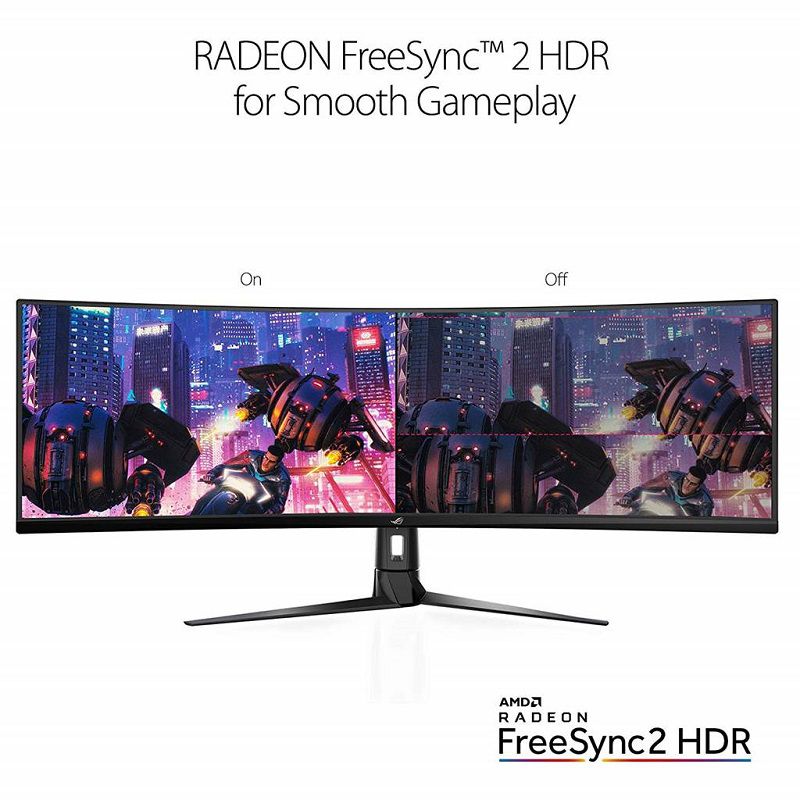 RADEON FreeSync™ 2 HDR
for Smooth Gameplay
On
Off
AMD
RADEON
FreeSync2 HDR